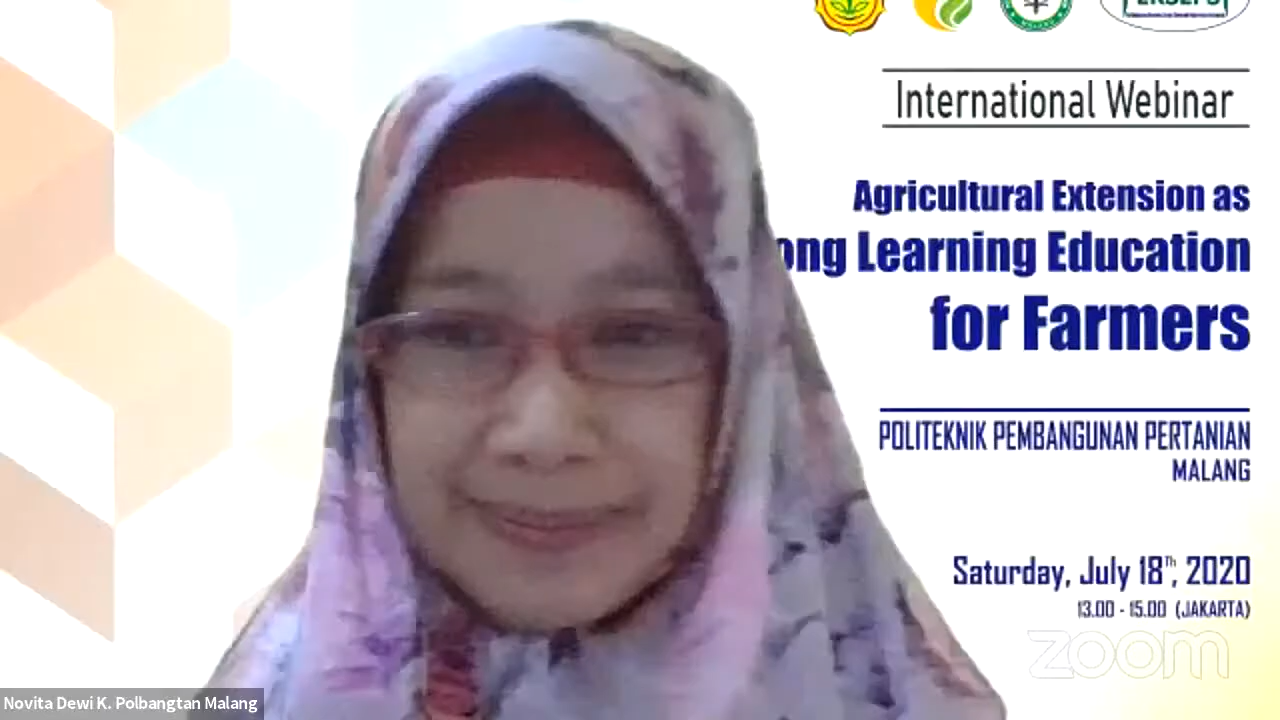 International Webinar
Agricultural Extension as
ong Learning Education
for Farmers
POLITEKNIK PEMBANGUNAN PERTANIAN
MALANG
Saturday, July 18th, 2020
13.00 - 15.00 (JAKARTA)
zoom
Novita Dewi K. Polbangtan Malang